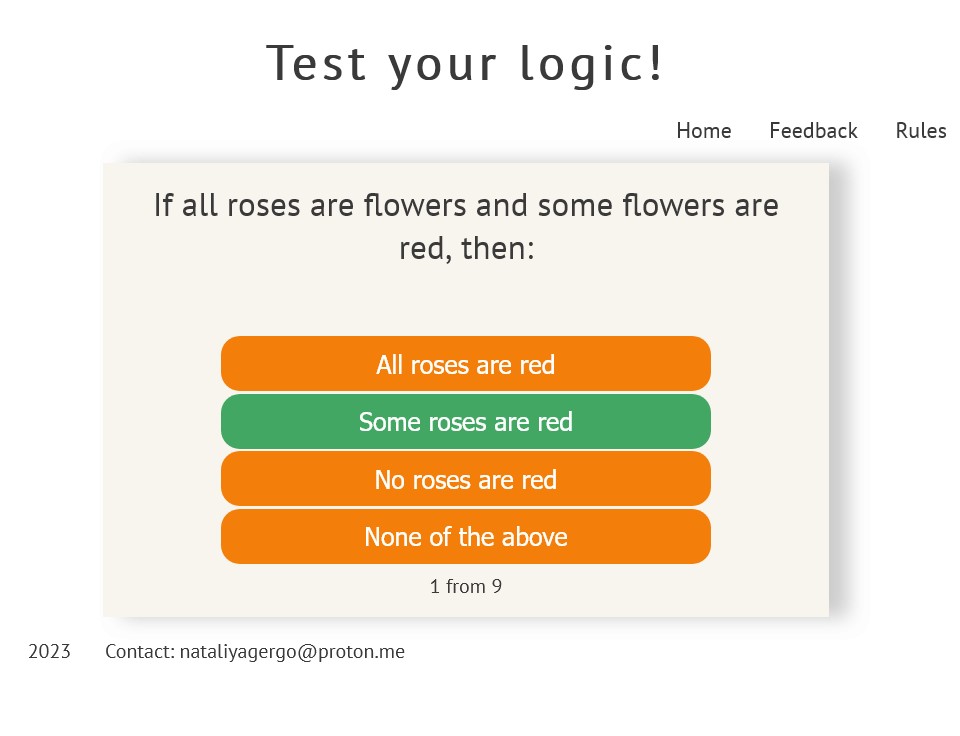 Test your logic!
Home Feedback Rules
If all roses are flowers and some flowers are
red, then:
All roses are red
Some roses are red
No roses are red
None of the above
1 from 9
2023 Contact: nataliyagergo@proton.me